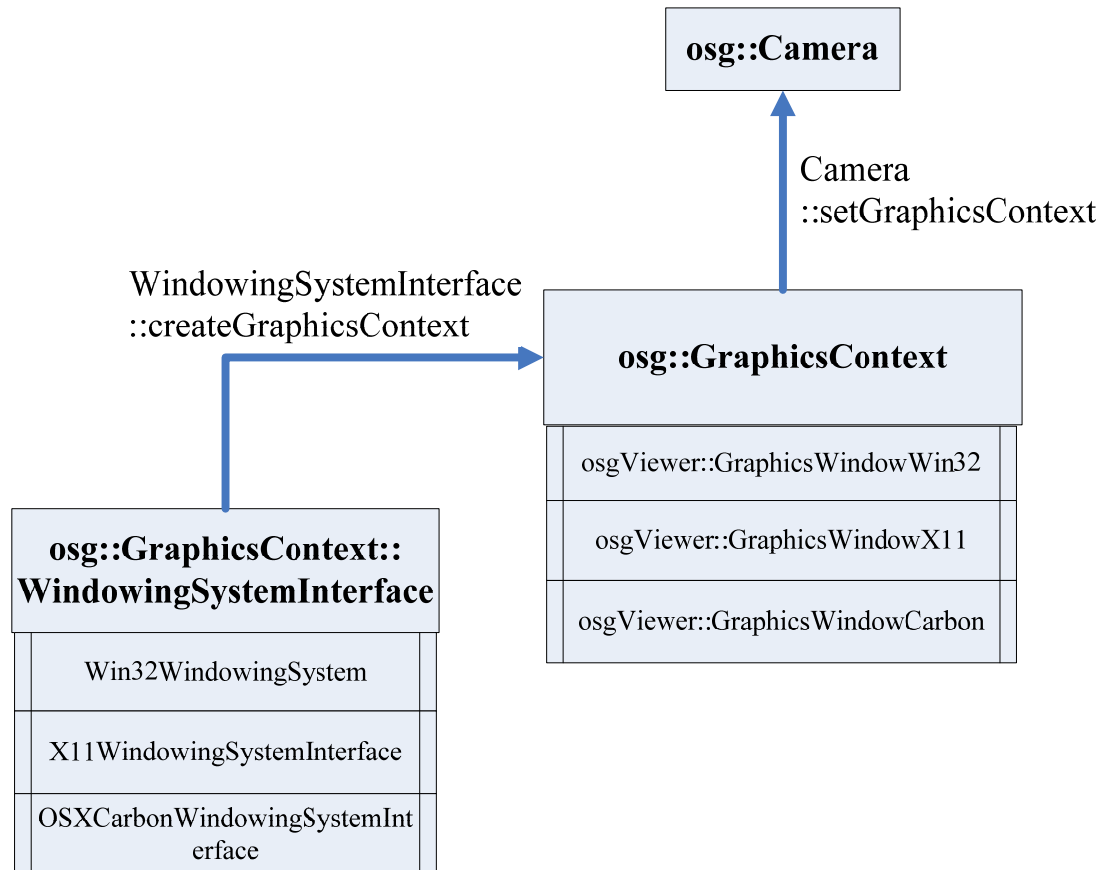 osg::Camera
Camera
::setGraphicsContext
WindowingSystemInterface
::createGraphicsContext
osg::GraphicsContext
osgViewer::GraphicsWindowWin32
osgViewer::GraphicsWindowX11
osgViewer::GraphicsWindowCarbon
osg::GraphicsContext::
WindowingSystemInterface
Win32WindowingSystem
X11WindowingSystemInterface
OSXCarbonWindowingSystemInt
erface